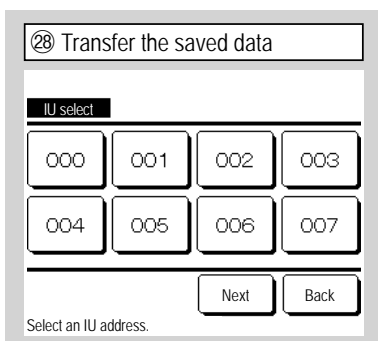 ㉘ Transfer the saved data
IU select
000 001 002 003
004 005 006 007
Next Back
Select an IU address.